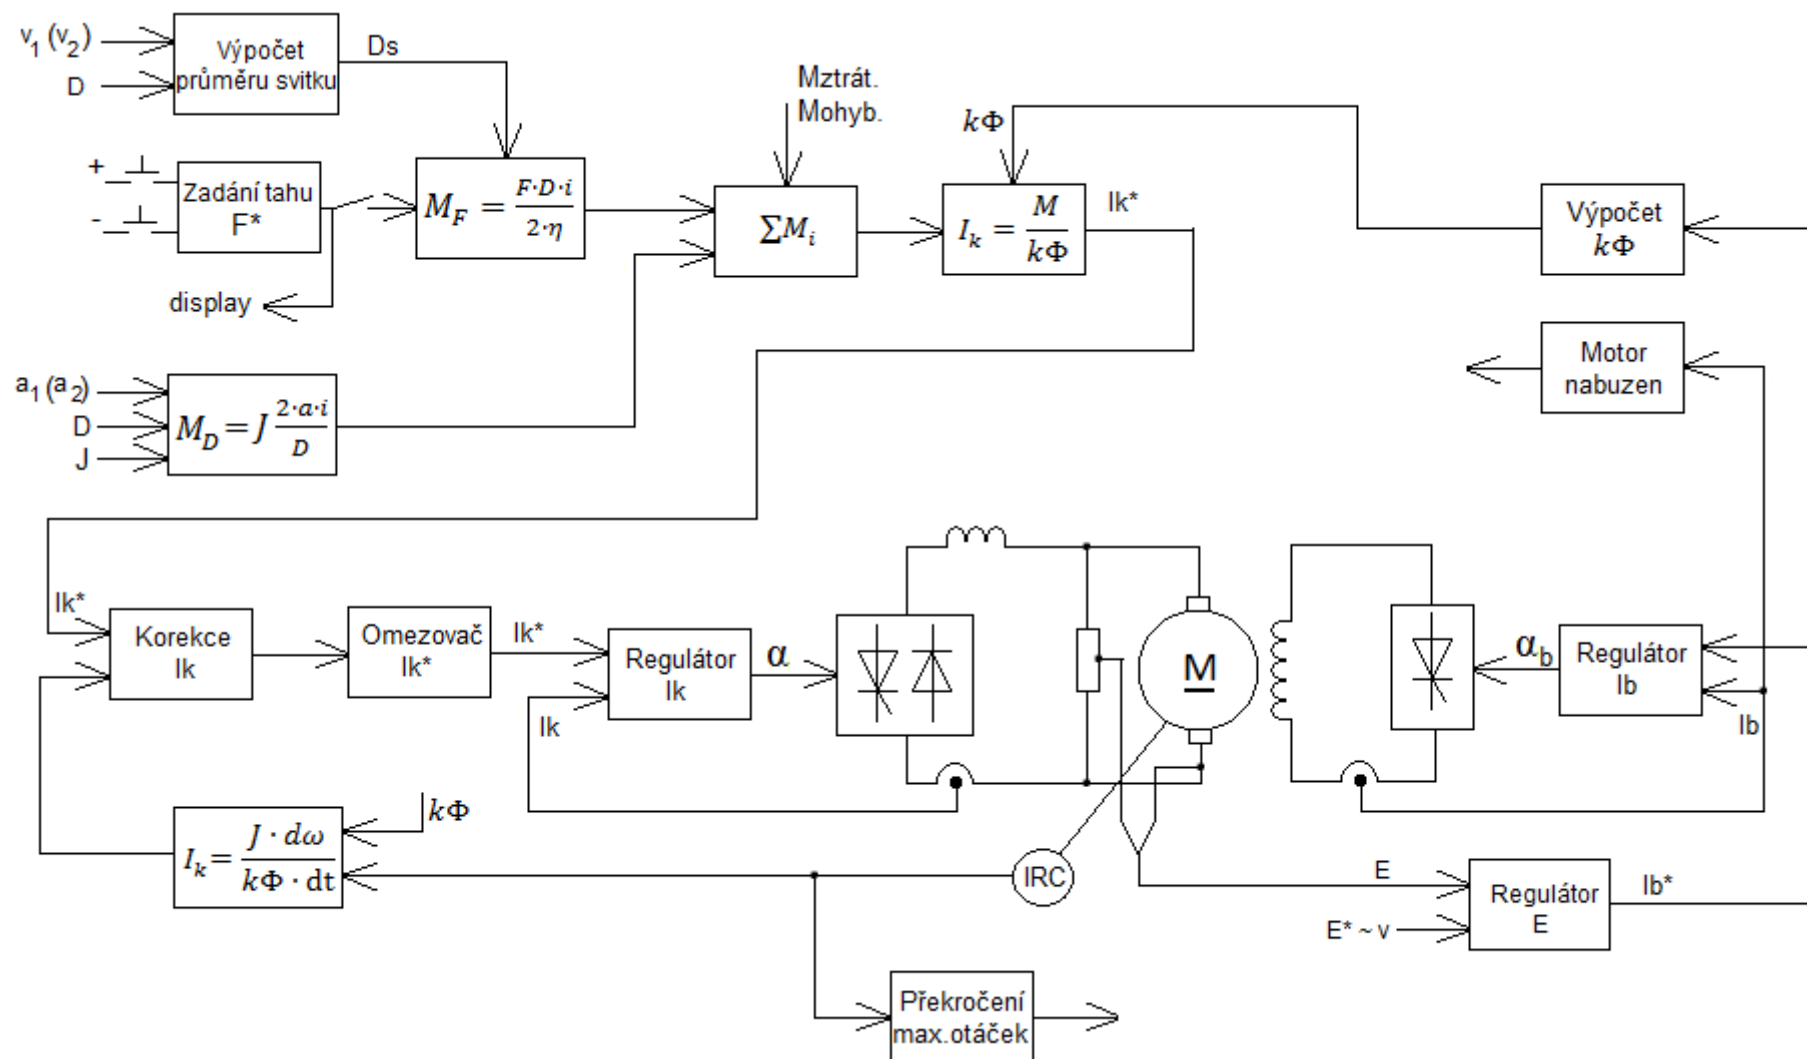 v₁ (v₂)
D
Výpočet
průměru svitku
Ds
Mztrát.
Mohyb.
kΦ
+
-
Zadání tahu
F*
M_F = F·D·i / 2·η
∑M_i
I_k = M / kΦ
Ik*
Výpočet
kΦ
display
Motor
nabuzen
a₁ (a₂)
D
J
M_D = J 2·a·i / D
Ik*
Korekce
Ik
Omezovač
Ik*
Ik*
Ik
Regulátor
Ik
α
M
α_b
Regulátor
Ib
Ib
I_k = J · dω / kΦ · dt
kΦ
IRC
E
E* ~ v
Regulátor
E
Ib*
Překročení
max.otáček